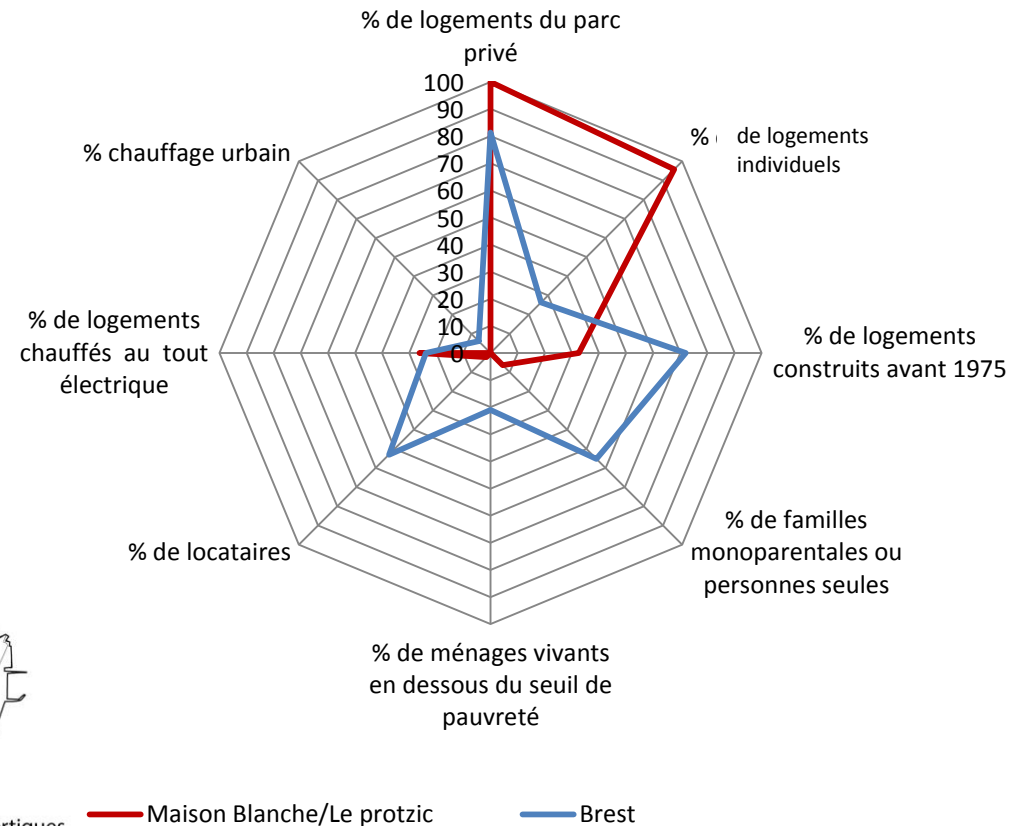 % de logements du parc
privé
100
90
80
70
60
50
40
30
20
10
0
% de logements
individuels
% de logements
construits avant 1975
% de familles
monoparentales ou
personnes seules
% de ménages vivants
en dessous du seuil de
pauvreté
% de locataires
% de logements
chauffés au tout
électrique
% chauffage urbain
Maison Blanche/Le protzic
Brest